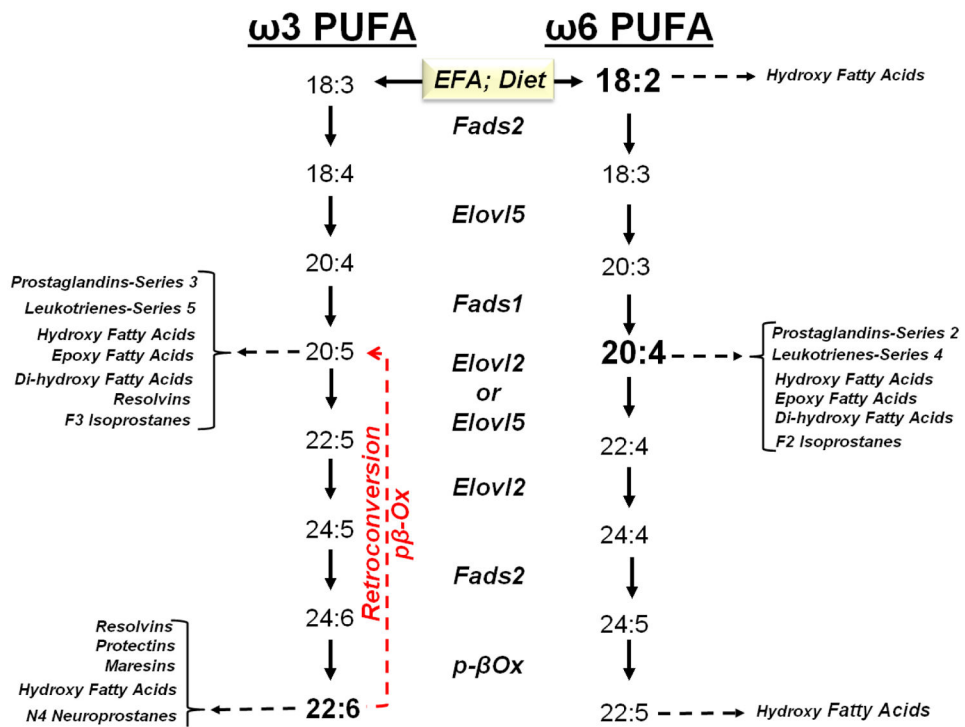 ω3 PUFA
ω6 PUFA
18:3
EFA; Diet
18:2
Hydroxy Fatty Acids
Fads2
18:4
18:3
Elovl5
20:4
20:3
Fads1
Prostaglandins-Series 3
Leukotrienes-Series 5
Hydroxy Fatty Acids
Epoxy Fatty Acids
Di-hydroxy Fatty Acids
Resolvins
F3 Isoprostanes
20:5
Elovl2
or
Elovl5
20:4
Prostaglandins-Series 2
Leukotrienes-Series 4
Hydroxy Fatty Acids
Epoxy Fatty Acids
Di-hydroxy Fatty Acids
F2 Isoprostanes
22:5
22:4
Retroconversion
pβ-Ox
Elovl2
24:5
24:4
Fads2
24:6
24:5
p-βOx
Resolvins
Protectins
Maresins
Hydroxy Fatty Acids
N4 Neuroprostanes
22:6
22:5
Hydroxy Fatty Acids